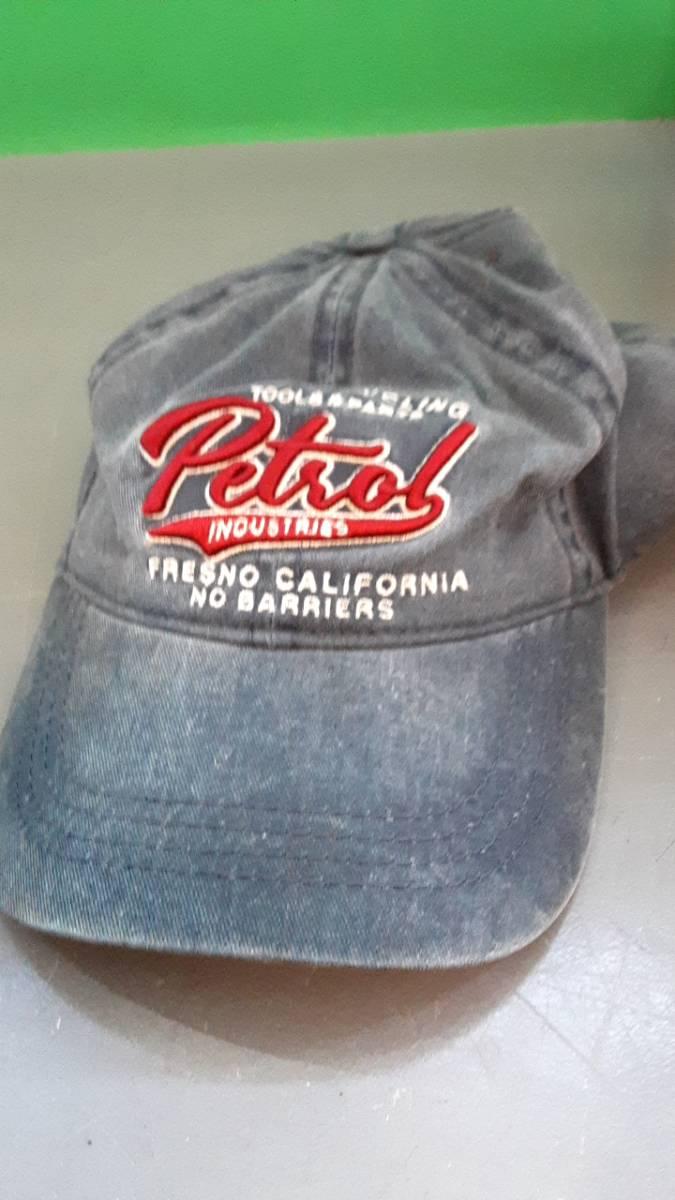 Petrol
INDUSTRIES
FRESNO CALIFORNIA
NO BARRIERS